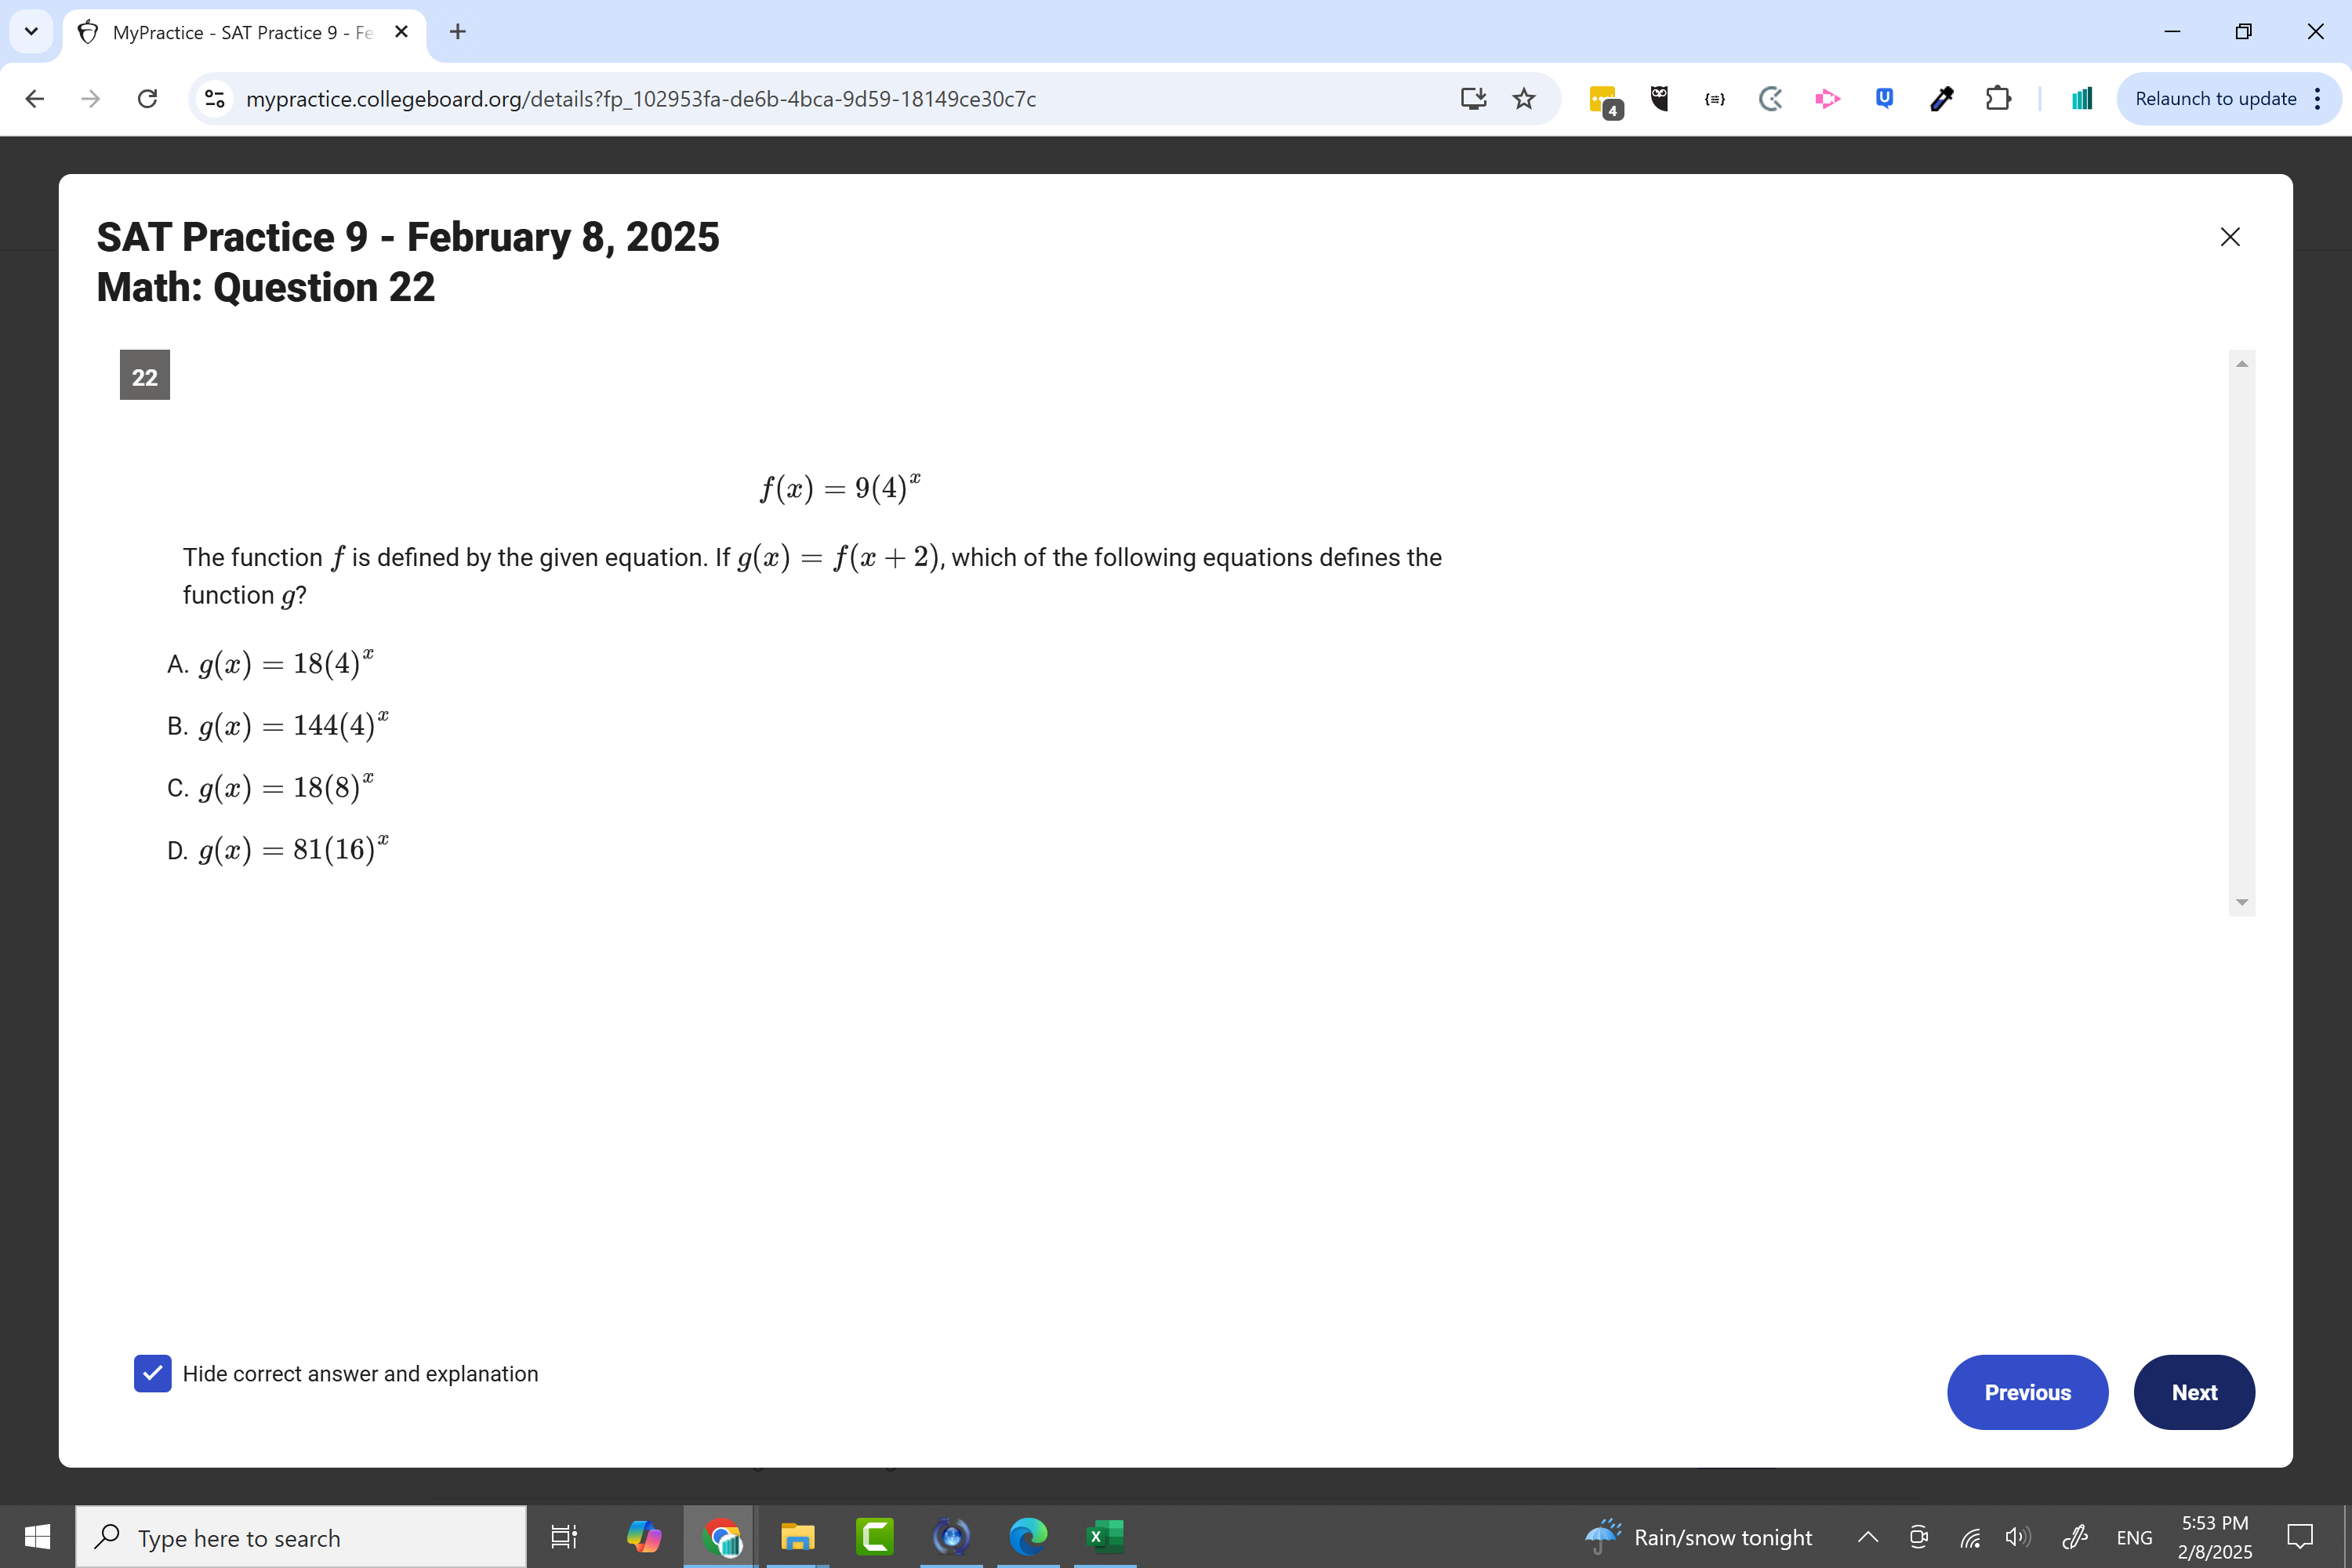 MyPractice - SAT Practice 9 - Fe
mypractice.collegeboard.org/details?fp_102953fa-de6b-4bca-9d59-18149ce30c7c
4
Relaunch to update
SAT Practice 9 - February 8, 2025
Math: Question 22
22
f(x) = 9(4)^x
The function f is defined by the given equation. If g(x) = f(x + 2), which of the following equations defines the
function g?
A. g(x) = 18(4)^x
B. g(x) = 144(4)^x
C. g(x) = 18(8)^x
D. g(x) = 81(16)^x
Hide correct answer and explanation
Previous
Next
Type here to search
Rain/snow tonight
ENG
5:53 PM
2/8/2025